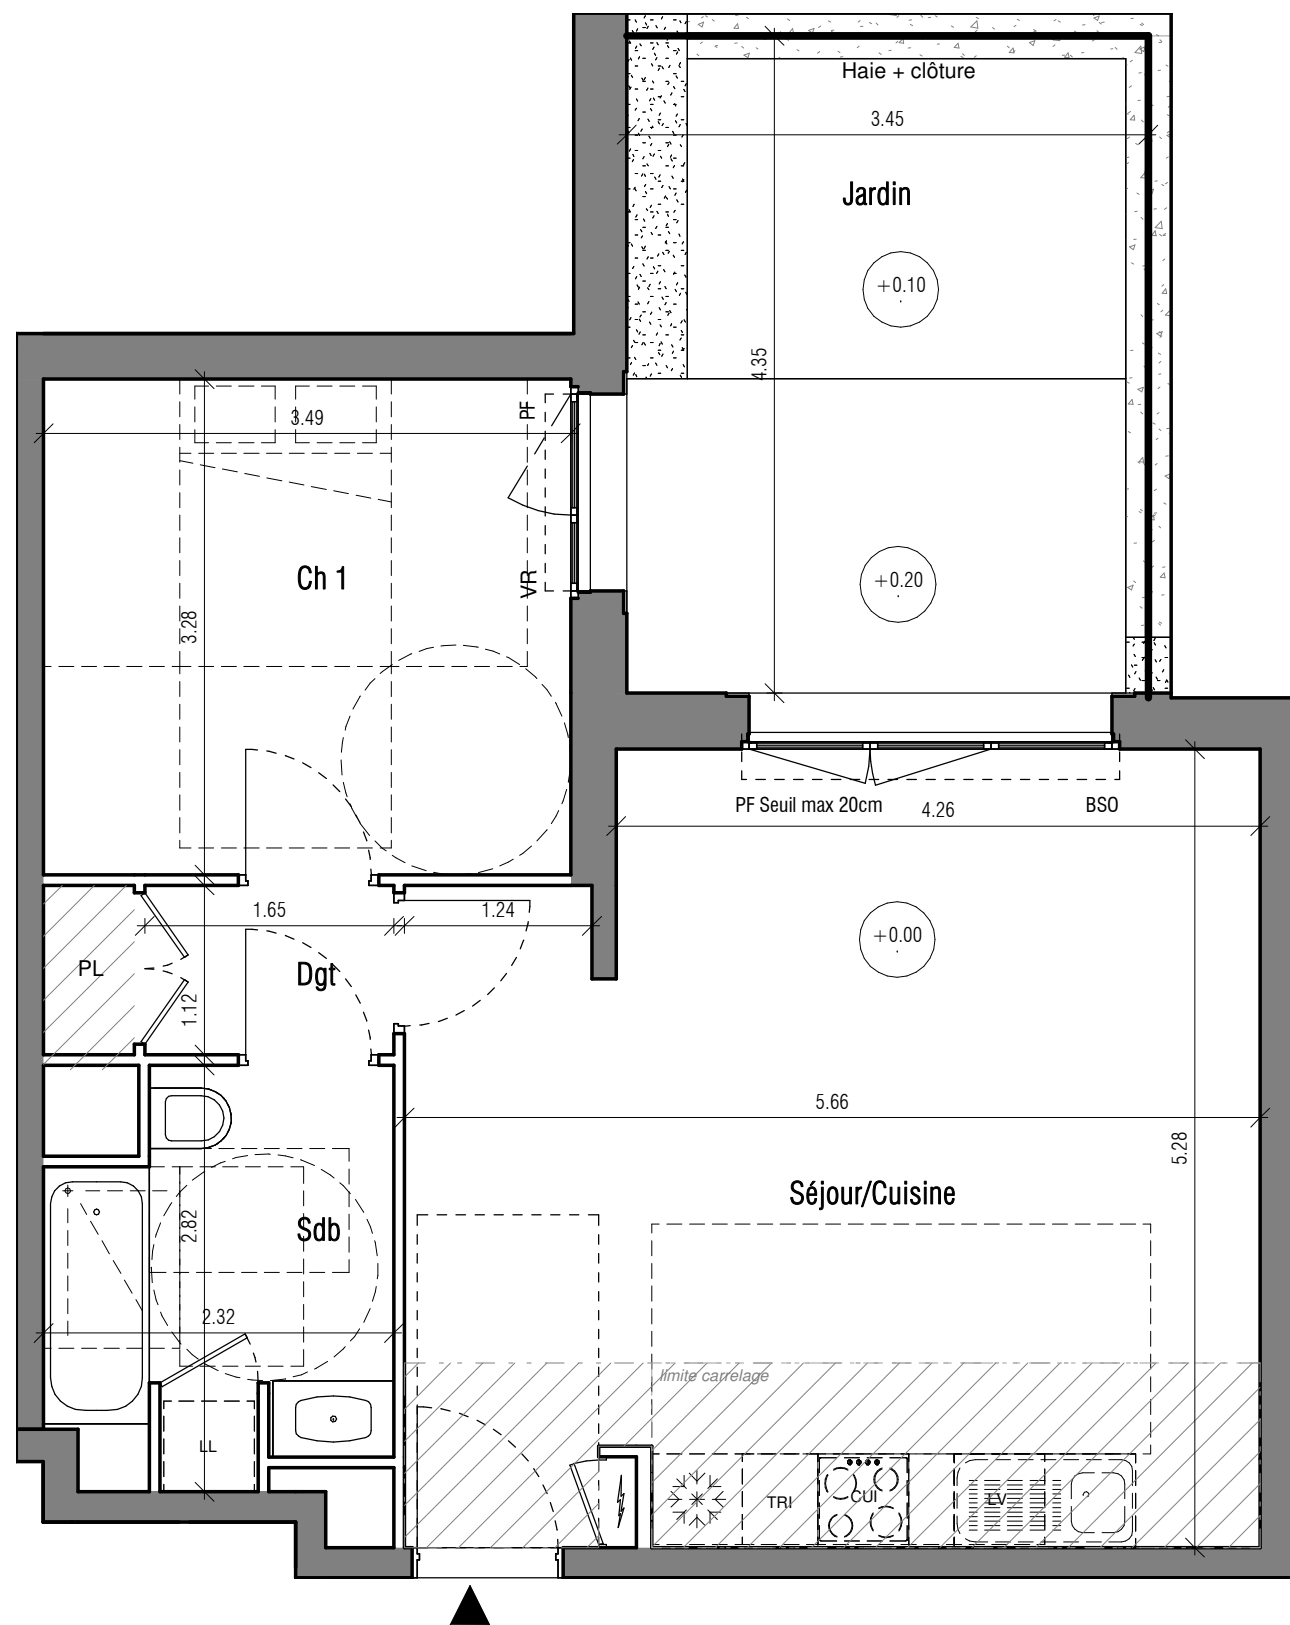 Haie + clôture
3.45
Jardin
+0.10
4.35
3.49
PF
Ch 1
VR
+0.20
3.28
PF Seuil max 20cm
4.26
BSO
1.65
1.24
+0.00
PL
Dgt
1.12
5.66
5.28
Séjour/Cuisine
2.82
Sdb
2.32
limite carrelage
LL
TRI
CUI
LV